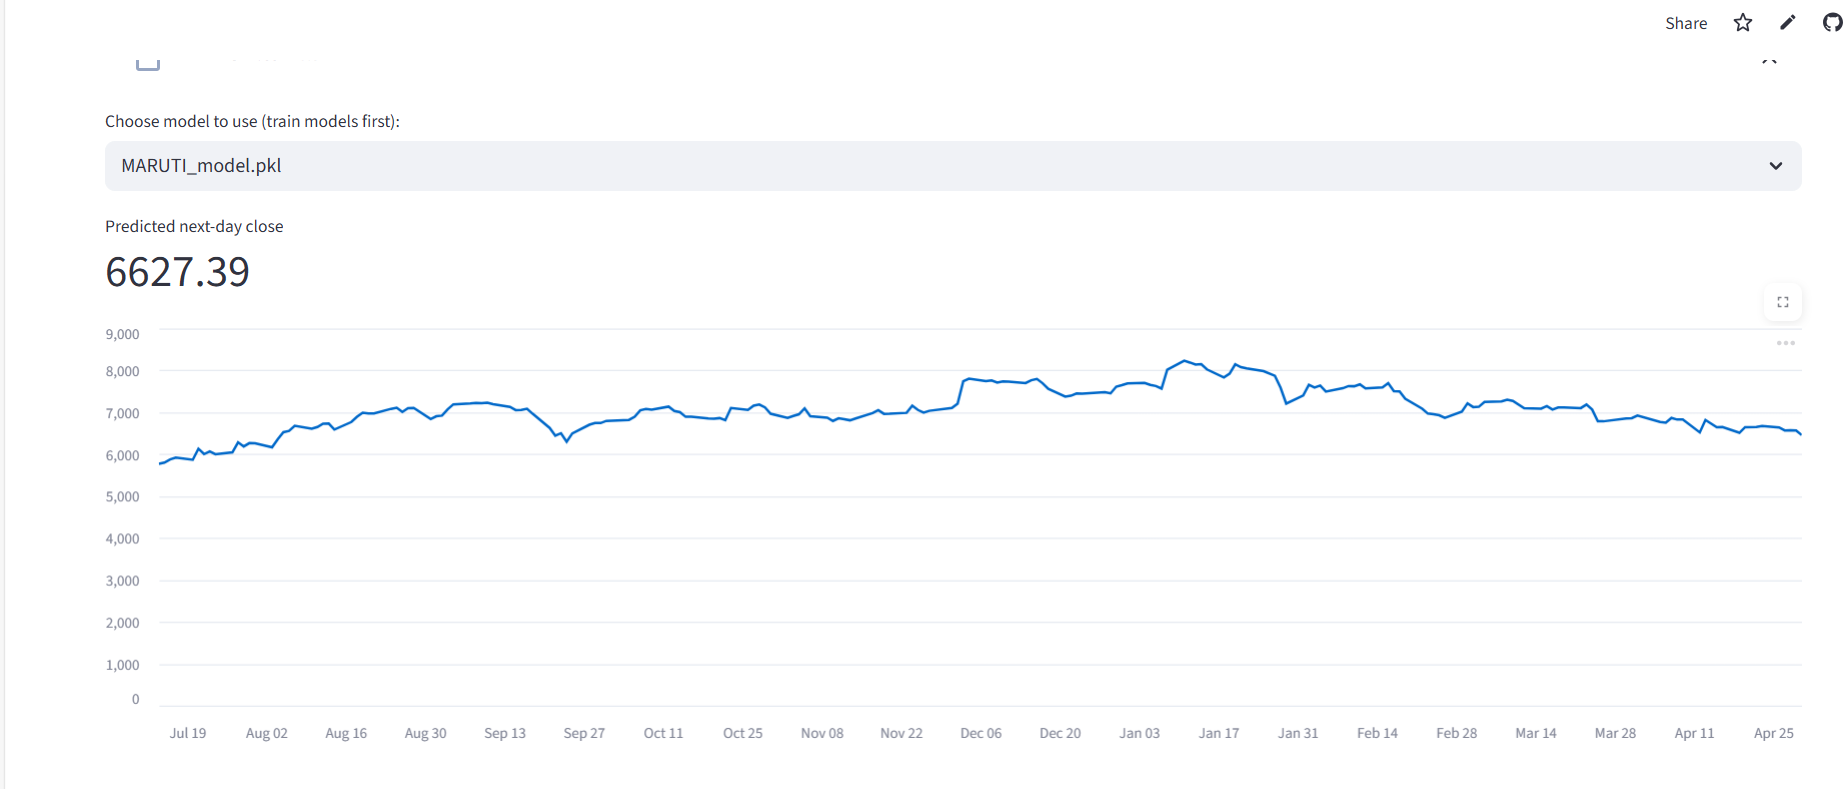 Share
Choose model to use (train models first):
MARUTI_model.pkl
Predicted next-day close
6627.39
9,000
8,000
7,000
6,000
5,000
4,000
3,000
2,000
1,000
0
Jul 19 Aug 02 Aug 16 Aug 30 Sep 13 Sep 27 Oct 11 Oct 25 Nov 08 Nov 22 Dec 06 Dec 20 Jan 03 Jan 17 Jan 31 Feb 14 Feb 28 Mar 14 Mar 28 Apr 11 Apr 25